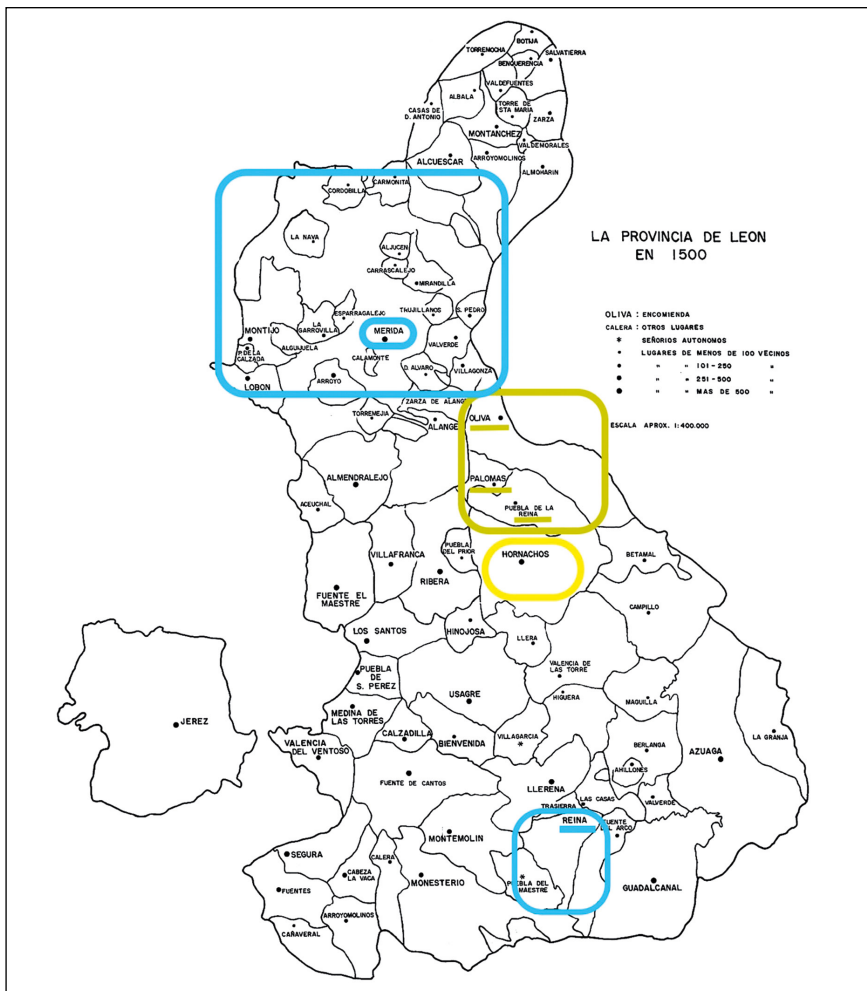 BOTIJA
TORREMOCHA
SALVATIERRA
BENQUERENCIA
VALDEFUENTES
ALBALA
TORRE DE
STA MARIA
CASAS DE
D. ANTONIO
ZARZA
MONTANCHEZ
VALDEMORALES
ARROYOMOLINOS
ALCUESCAR
ALMOHARIN
CARMONITA
CORDOBILLA
LA NAVA
LA PROVINCIA DE LEON
EN 1500
ALJUCEN
CARRASCALEJO
MIRANDILLA
ESPARRAGALEJO
TRUJILLANOS
S. PEDRO
OLIVA : ENCOMIENDA
CALERA : OTROS LUGARES
* SEÑORIOS AUTONOMOS
• LUGARES DE MENOS DE 100 VECINOS
• " " 101-250 "
• " " 251-500 "
• " " MAS DE 500 "
ESCALA APROX. 1:400.000
LA
GARROVILLA
MERIDA
MONTIJO
ALGUIJUELA
VALVERDE
P. DE LA
CALZADA
CALAMONTE
LOBON
ARROYO
D. ALVARO
VILLAGONZA
ZARZA DE ALANGE
TORREMEJIA
ALANGE
OLIVA
ALMENDRALEJO
PALOMAS
ACEUCHAL
PUEBLA DE LA
REINA
PUEBLA
DEL PRIOR
VILLAFRANCA
HORNACHOS
BETAMAL
RIBERA
FUENTE EL
MAESTRE
CAMPILLO
LOS SANTOS
HINOJOSA
LLERA
PUEBLA
DE
S. PEREZ
VALENCIA DE
LAS TORRE
USAGRE
HIGUERA
MAGUILLA
MEDINA DE
LAS TORRES
JEREZ
CALZADILLA
BIENVENIDA
VILLAGARCIA
*
BERLANGA
LA GRANJA
VALENCIA
DEL VENTOSO
AZUAGA
AHILLONES
FUENTE DE CANTOS
LLERENA
LAS CASAS
VALVERDE
TRASIERRA
REINA
FUENTE
DEL ARCO
MONTEMOLIN
SEGURA
CALERA
CABEZA
LA VACA
MONESTERIO
*
PUEBLA DEL
MAESTRE
GUADALCANAL
FUENTES
ARROYOMOLINOS
CAÑAVERAL